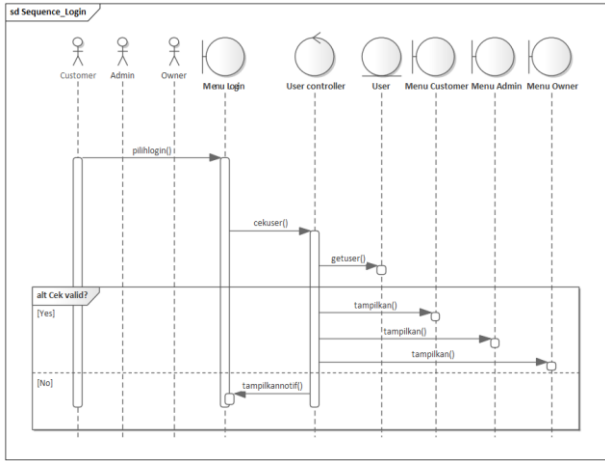 sd Sequence_Login
Customer Admin Owner Menu Login User controller User Menu Customer Menu Admin Menu Owner
pilihlogin()
cekuser()
getuser()
alt Cek valid?
[Yes]
tampilkan()
tampilkan()
tampilkan()
[No]
tampilkannotif()